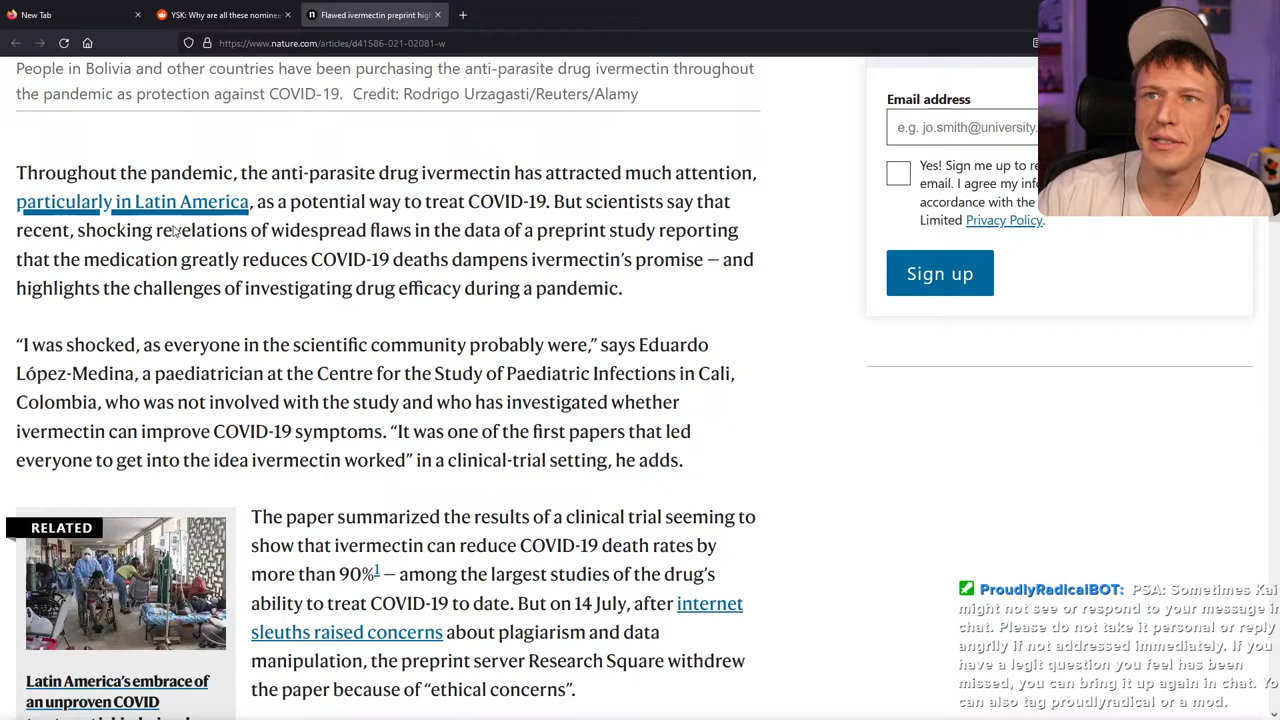 New Tab
YSK: Why are all these nominee
Flawed ivermectin preprint hig
https://www.nature.com/articles/d41586-021-02081-w
People in Bolivia and other countries have been purchasing the anti-parasite drug ivermectin throughout
the pandemic as protection against COVID-19. Credit: Rodrigo Urzagasti/Reuters/Alamy
Throughout the pandemic, the anti-parasite drug ivermectin has attracted much attention,
particularly in Latin America, as a potential way to treat COVID-19. But scientists say that
recent, shocking revelations of widespread flaws in the data of a preprint study reporting
that the medication greatly reduces COVID-19 deaths dampens ivermectin's promise — and
highlights the challenges of investigating drug efficacy during a pandemic.
“I was shocked, as everyone in the scientific community probably were,” says Eduardo
López-Medina, a paediatrician at the Centre for the Study of Paediatric Infections in Cali,
Colombia, who was not involved with the study and who has investigated whether
ivermectin can improve COVID-19 symptoms. “It was one of the first papers that led
everyone to get into the idea ivermectin worked” in a clinical-trial setting, he adds.
RELATED
Latin America's embrace of
an unproven COVID
The paper summarized the results of a clinical trial seeming to
show that ivermectin can reduce COVID-19 death rates by
more than 90%1 — among the largest studies of the drug's
ability to treat COVID-19 to date. But on 14 July, after internet
sleuths raised concerns about plagiarism and data
manipulation, the preprint server Research Square withdrew
the paper because of “ethical concerns”.
Email address
e.g. jo.smith@university.
Yes! Sign me up to re
email. I agree my info
accordance with the
Limited Privacy Policy.
Sign up
ProudlyRadicalBOT: PSA: Sometimes Kai
might not see or respond to your message in
chat. Please do not take it personal or reply
angrily if not addressed immediately. If you
have a legit question you feel has been
missed, you can bring it up again in chat. Yo
can also tag proudlyradical or a mod.